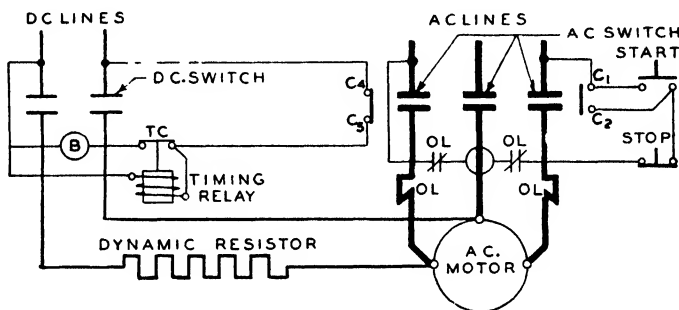 DC LINES
AC LINES
AC SWITCH
START
D.C. SWITCH
C4
C1
C2
C5
B
TC
OL
OL
STOP
TIMING
RELAY
OL
OL
DYNAMIC RESISTOR
A.C.
MOTOR